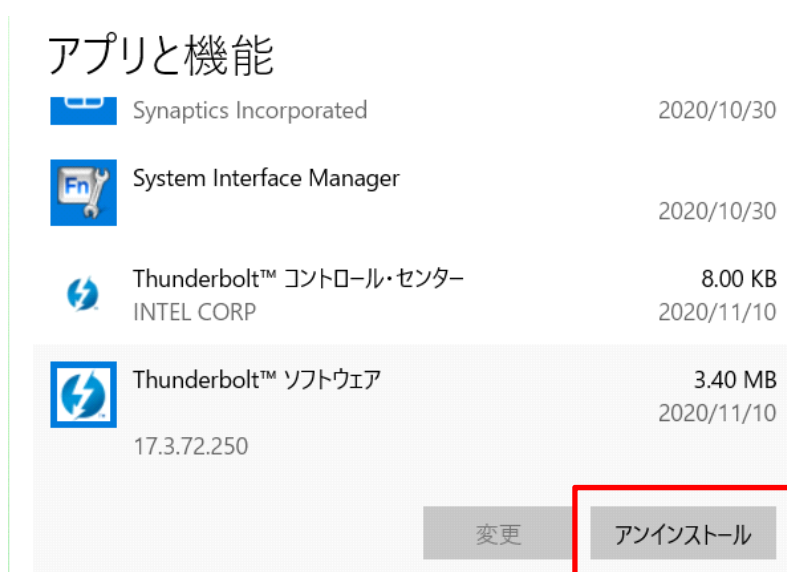 アプリと機能
Synaptics Incorporated 2020/10/30
Fn
System Interface Manager
2020/10/30
Thunderbolt™ コントロール・センター 8.00 KB
INTEL CORP 2020/11/10
Thunderbolt™ ソフトウェア 3.40 MB
2020/11/10
17.3.72.250
変更 アンインストール